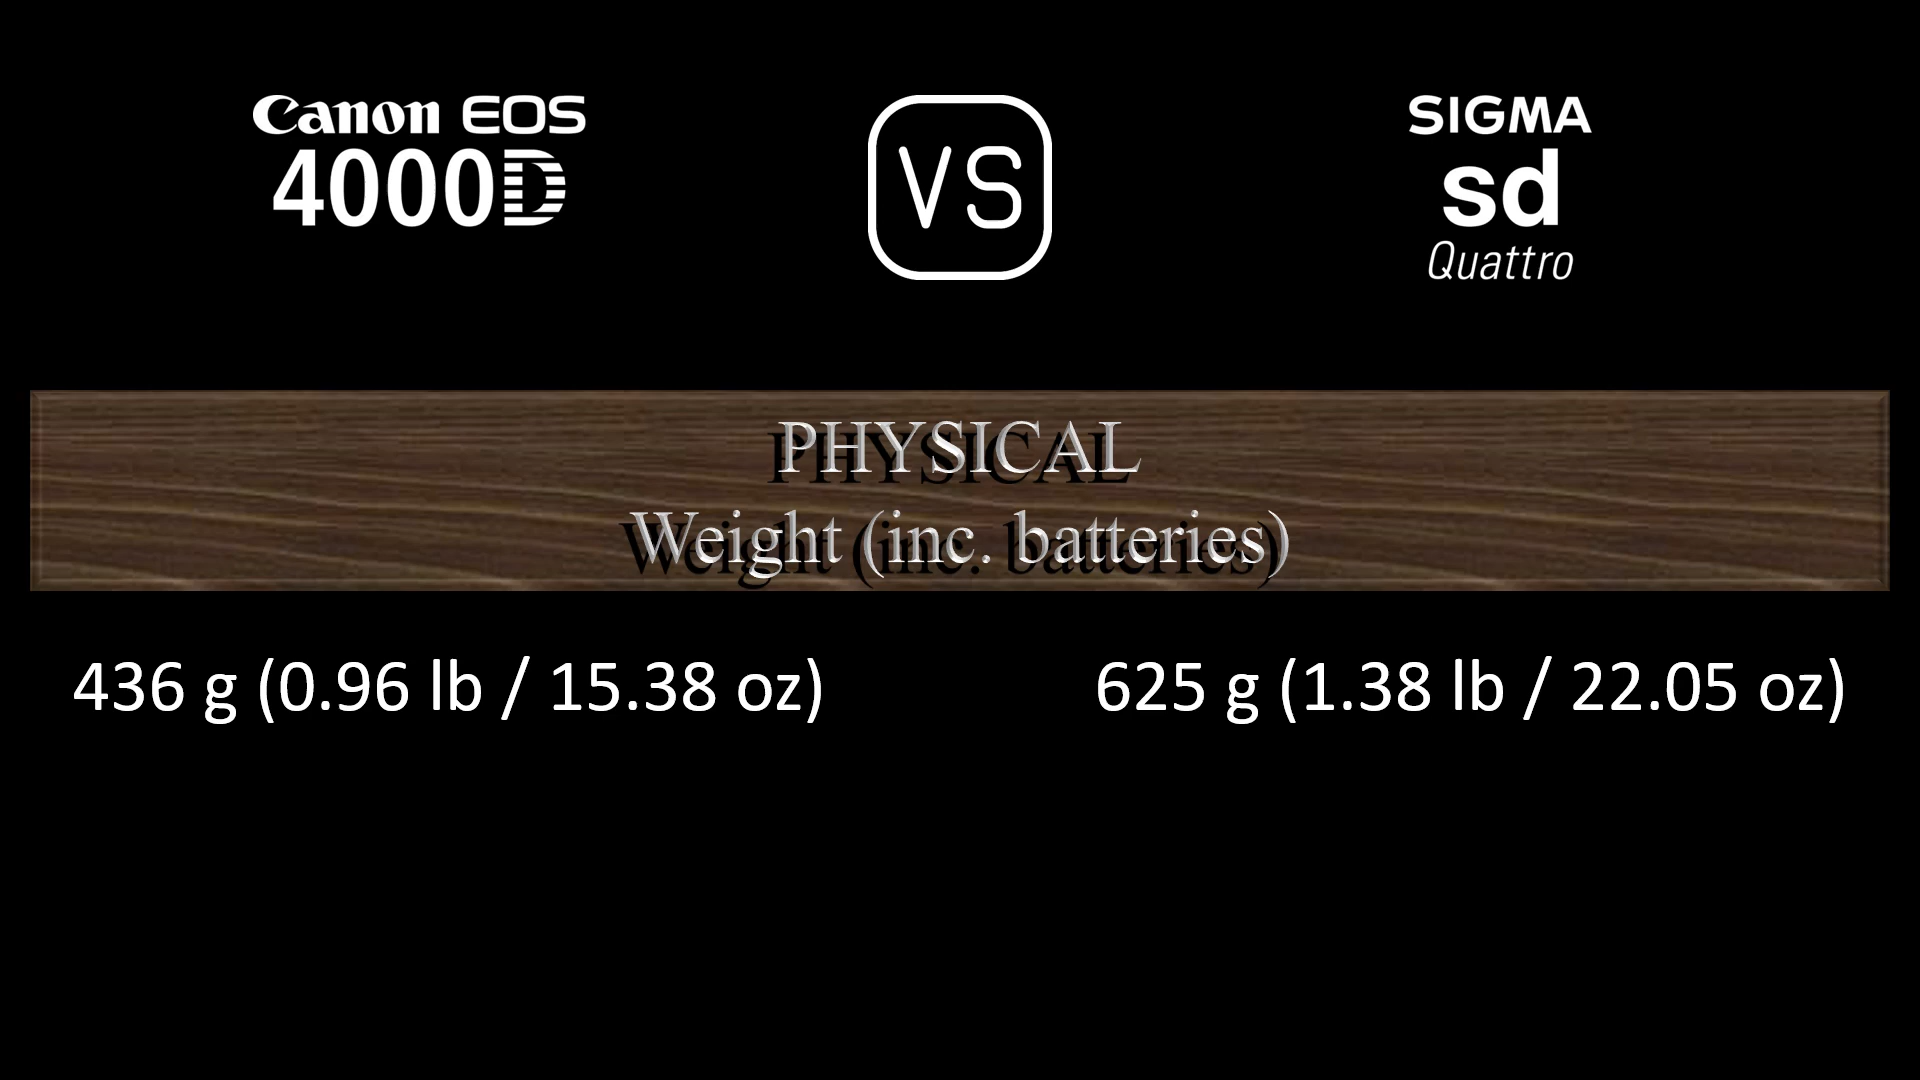 Canon EOS
4000D
VS
SIGMA
sd
Quattro
PHYSICAL
Weight (inc. batteries)
436 g (0.96 lb / 15.38 oz)
625 g (1.38 lb / 22.05 oz)